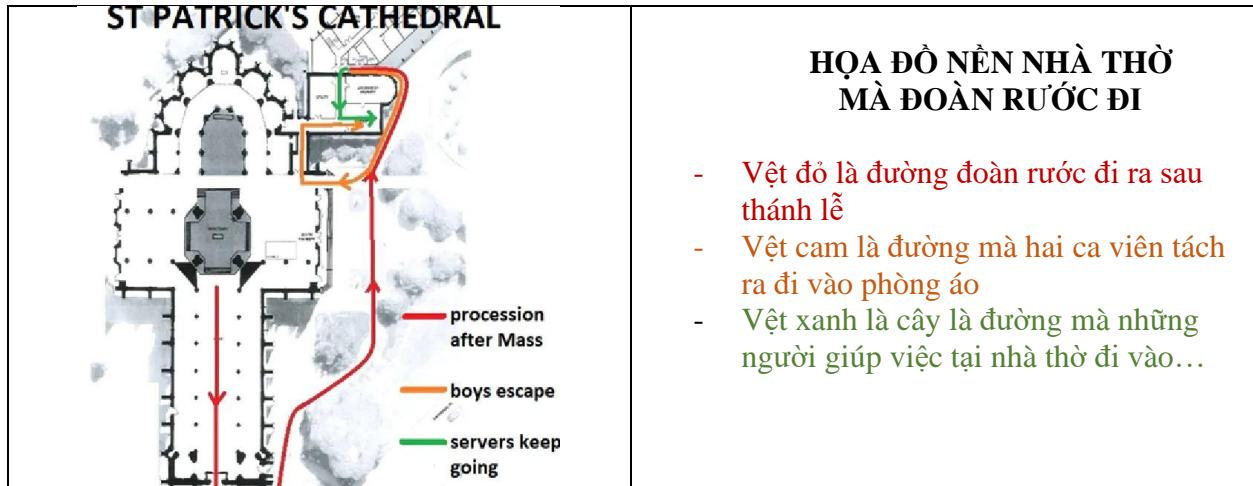 ST PATRICK'S CATHEDRAL
procession
after Mass
boys escape
servers keep
going
HỌA ĐỒ NỀN NHÀ THỜ
MÀ ĐOÀN RƯỚC ĐI
- Vệt đỏ là đường đoàn rước đi ra sau
thánh lễ
- Vệt cam là đường mà hai ca viên tách
ra đi vào phòng áo
- Vệt xanh là cây là đường mà những
người giúp việc tại nhà thờ đi vào…